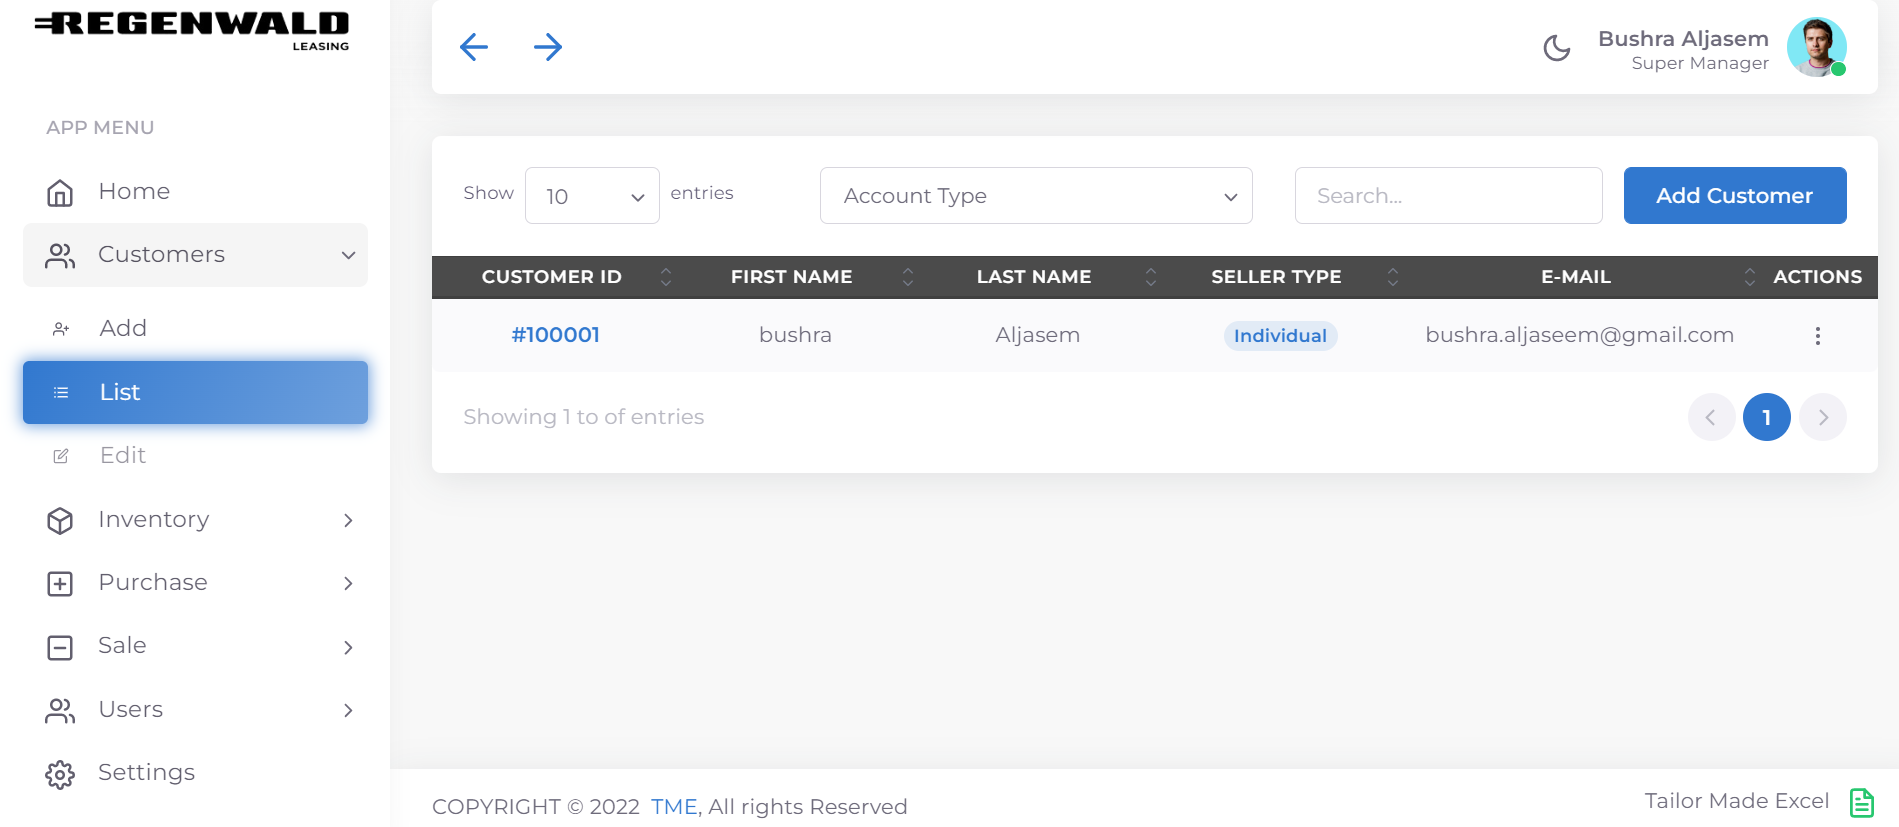 REGENWALD
LEASING
APP MENU
Home
Customers
Add
List
Edit
Inventory
Purchase
Sale
Users
Settings
Bushra Aljasem
Super Manager
Show 10 entries
Account Type
Search...
Add Customer
CUSTOMER ID FIRST NAME LAST NAME SELLER TYPE E-MAIL ACTIONS
#100001 bushra Aljasem Individual bushra.aljaseem@gmail.com
Showing 1 to of entries
1
COPYRIGHT © 2022 TME, All rights Reserved
Tailor Made Excel